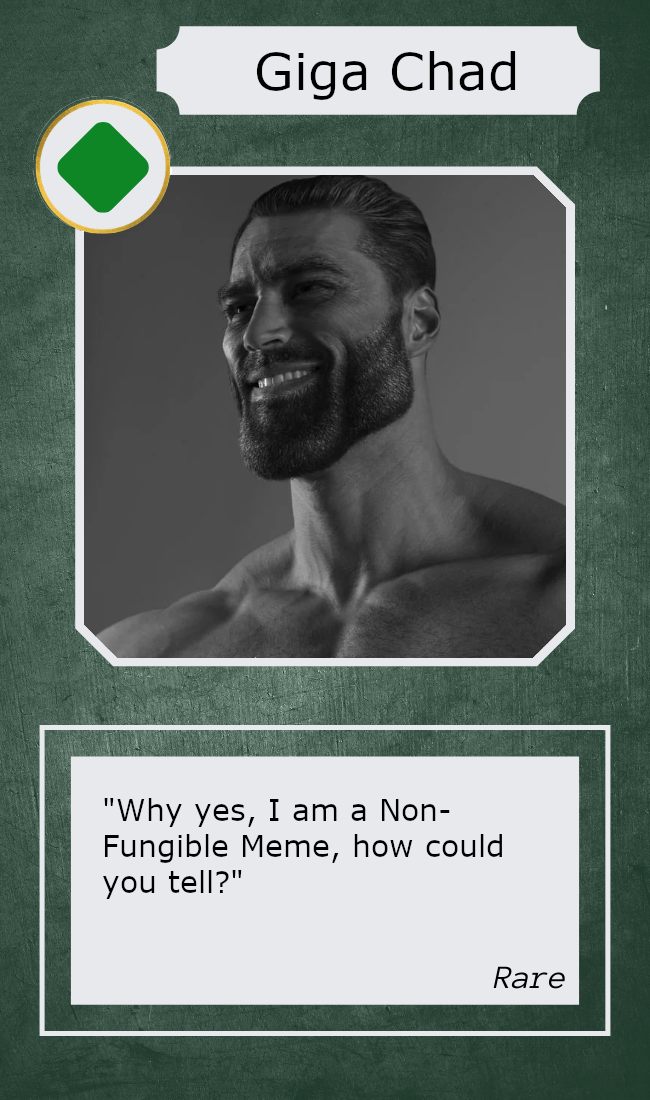 Giga Chad
"Why yes, I am a Non-
Fungible Meme, how could
you tell?"
Rare